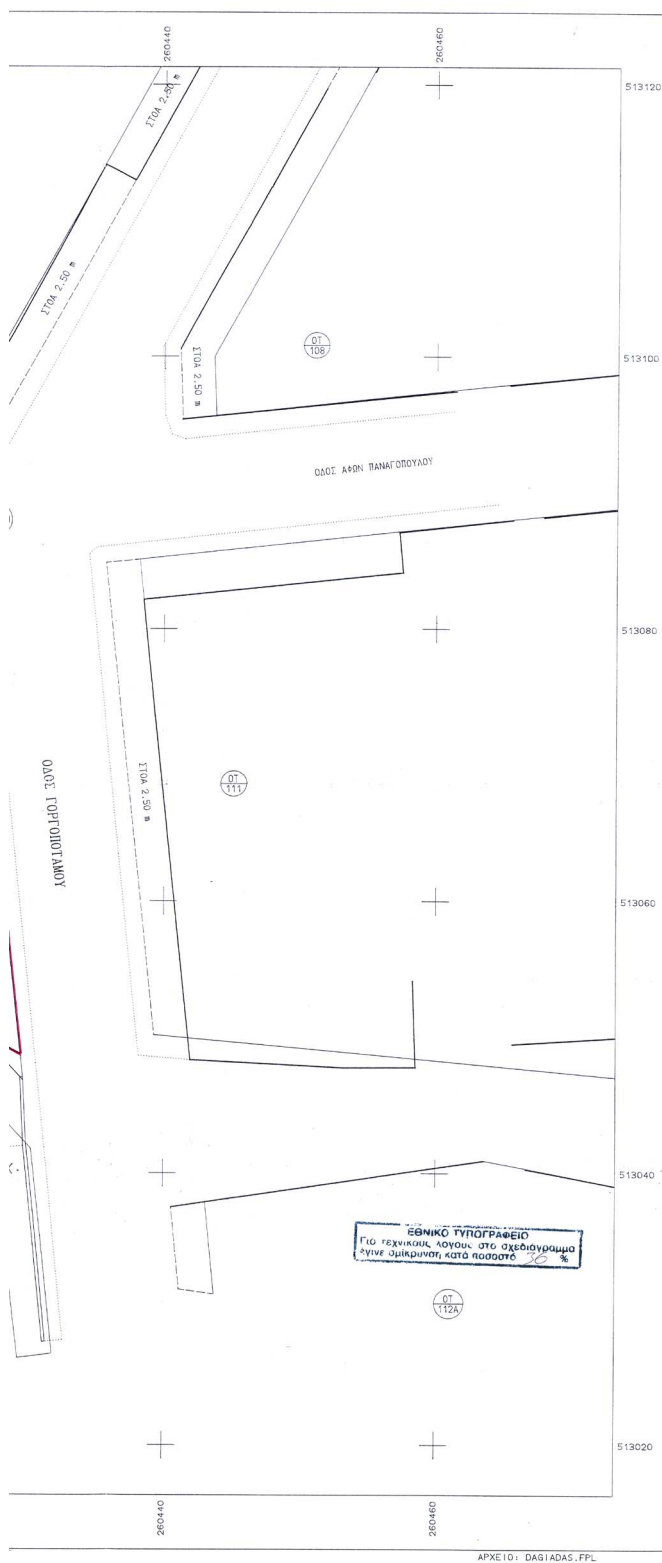 260440
260460
513120
ΣΤΟΑ 2.50 m
ΣΤΟΑ 2.50 m
ΟΤ
108
ΣΤΟΑ 2.50 m
513100
ΟΔΟΣ ΑΦΩΝ ΠΑΝΑΓΟΠΟΥΛΟΥ
513080
ΟΔΟΣ ΓΟΡΓΟΠΟΤΑΜΟΥ
ΣΤΟΑ 2.50 m
ΟΤ
111
513060
513040
ΕΘΝΙΚΟ ΤΥΠΟΓΡΑΦΕΙΟ
Για τεχνικούς λόγους στο σχεδιάγραμμα
έγινε σμίκρυνση κατά ποσοστό 36 %
ΟΤ
112Α
513020
260440
260460
ΑΡΧΕΙΟ: DAGIADAS.FPL